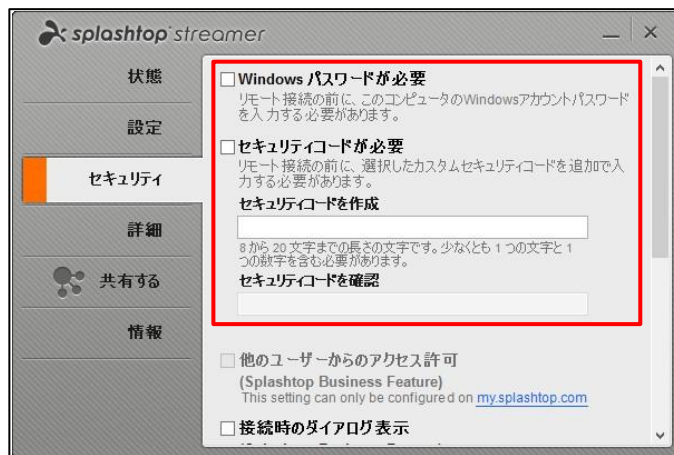 splashtop streamer
状態
設定
セキュリティ
詳細
共有する
情報
Windows パスワードが必要
リモート接続の前に、このコンピュータのWindowsアカウントパスワード
を入力する必要があります。
セキュリティコードが必要
リモート接続の前に、選択したカスタムセキュリティコードを追加で入
力する必要があります。
セキュリティコードを作成
8から20文字までの長さの文字です。少なくとも1つの文字と1
つの数字を含む必要があります。
セキュリティコードを確認
他のユーザーからのアクセス許可
(Splashtop Business Feature)
This setting can only be configured on my.splashtop.com
接続時のダイアログ表示